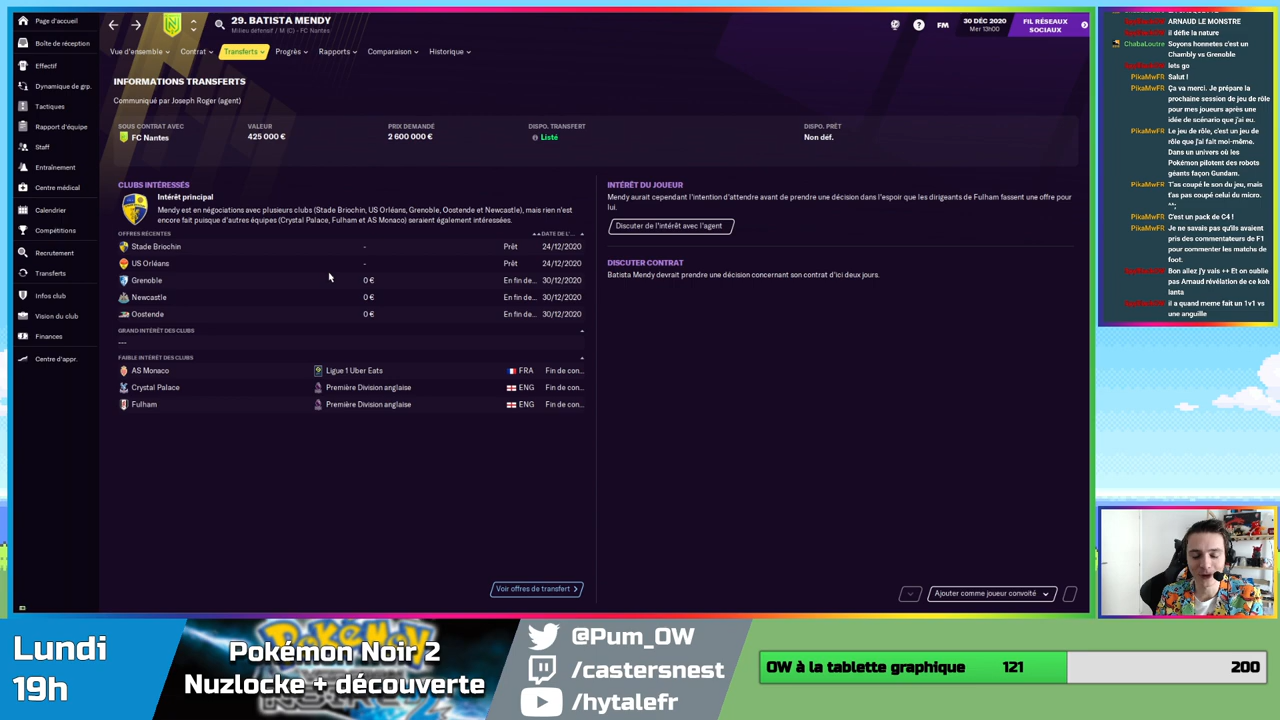 Page d'accueil
Boîte de réception
Effectif
Dynamique de grp.
Tactiques
Rapport d'équipe
Staff
Entraînement
Centre médical
Calendrier
Compétitions
Recrutement
Transferts
Infos club
Vision du club
Finances
Centre d'appr.
29. BATISTA MENDY
Milieu défensif / M (C) - FC Nantes
FM
30 DÉC 2020
Mer 13h00
FIL RÉSEAUX
SOCIAUX
Vue d'ensemble
Contrat
Transferts
Progrès
Rapports
Comparaison
Historique
INFORMATIONS TRANSFERTS
Communiqué par Joseph Roger (agent)
SOUS CONTRAT AVEC
FC Nantes
VALEUR
425 000 €
PRIX DEMANDÉ
2 600 000 €
DISPO. TRANSFERT
Listé
DISPO. PRÊT
Non déf.
CLUBS INTÉRESSÉS
Intérêt principal
Mendy est en négociations avec plusieurs clubs (Stade Briochin, US Orléans, Grenoble, Oostende et Newcastle), mais rien n'est
encore fait puisque d'autres équipes (Crystal Palace, Fulham et AS Monaco) seraient également intéressées.
OFFRES RÉCENTES DATE DE L'...
Stade Briochin - Prêt 24/12/2020
US Orléans - Prêt 24/12/2020
Grenoble 0 € En fin de... 30/12/2020
Newcastle 0 € En fin de... 30/12/2020
Oostende 0 € En fin de... 30/12/2020
GRAND INTÉRÊT DES CLUBS
---
FAIBLE INTÉRÊT DES CLUBS
AS Monaco Ligue 1 Uber Eats FRA Fin de con...
Crystal Palace Première Division anglaise ENG Fin de con...
Fulham Première Division anglaise ENG Fin de con...
Voir offres de transfert
INTÉRÊT DU JOUEUR
Mendy aurait cependant l'intention d'attendre avant de prendre une décision dans l'espoir que les dirigeants de Fulham fassent une offre pour
lui.
Discuter de l'intérêt avec l'agent
DISCUTER CONTRAT
Batista Mendy devrait prendre une décision concernant son contrat d'ici deux jours.
Ajouter comme joueur convoité
ARNAUD LE MONSTRE
il défie la nature
ChabaLoutre Soyons honnetes c'est un
Chambly vs Grenoble
lets go
PikaMwFR Salut !
PikaMwFR Ça va merci. Je prépare la
prochaine session de jeu de rôle
pour mes joueurs après une
idée de scénario que j'ai eu.
PikaMwFR Le jeu de rôle, c'est un jeu de
rôle que j'ai fait moi-même.
Dans un univers où les
Pokémon pilotent des robots
géants façon Gundam.
PikaMwFR T'as coupé le son du jeu, mais
t'as pas coupé celui du micro.
^^
PikaMwFR C'est un pack de C4 !
PikaMwFR Je ne savais pas qu'ils avaient
pris des commentateurs de F1
pour commenter les matchs de
foot.
Bon allez j'y vais ++ Et on oublie
pas Arnaud révélation de ce koh
lanta
il a quand meme fait un 1v1 vs
une anguille
Lundi
19h
Pokémon Noir 2
Nuzlocke + découverte
@Pum_OW
/castersnest
/hytalefr
OW à la tablette graphique 121 200